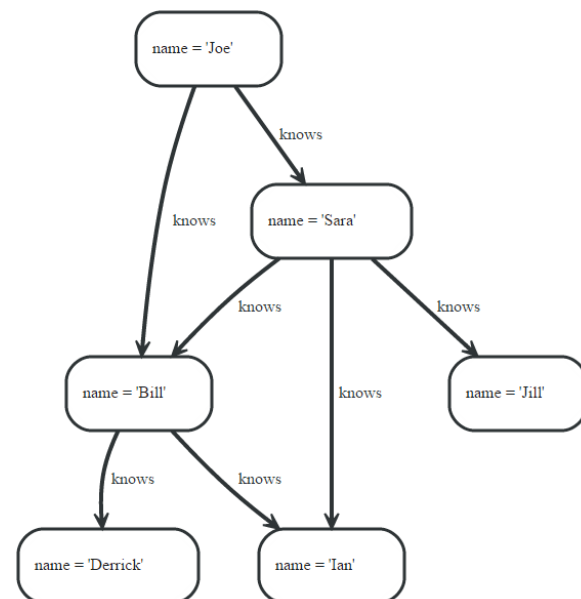 name = 'Joe'
knows
knows
name = 'Sara'
knows
knows
knows
name = 'Bill'
name = 'Jill'
knows
knows
name = 'Derrick'
name = 'Ian'